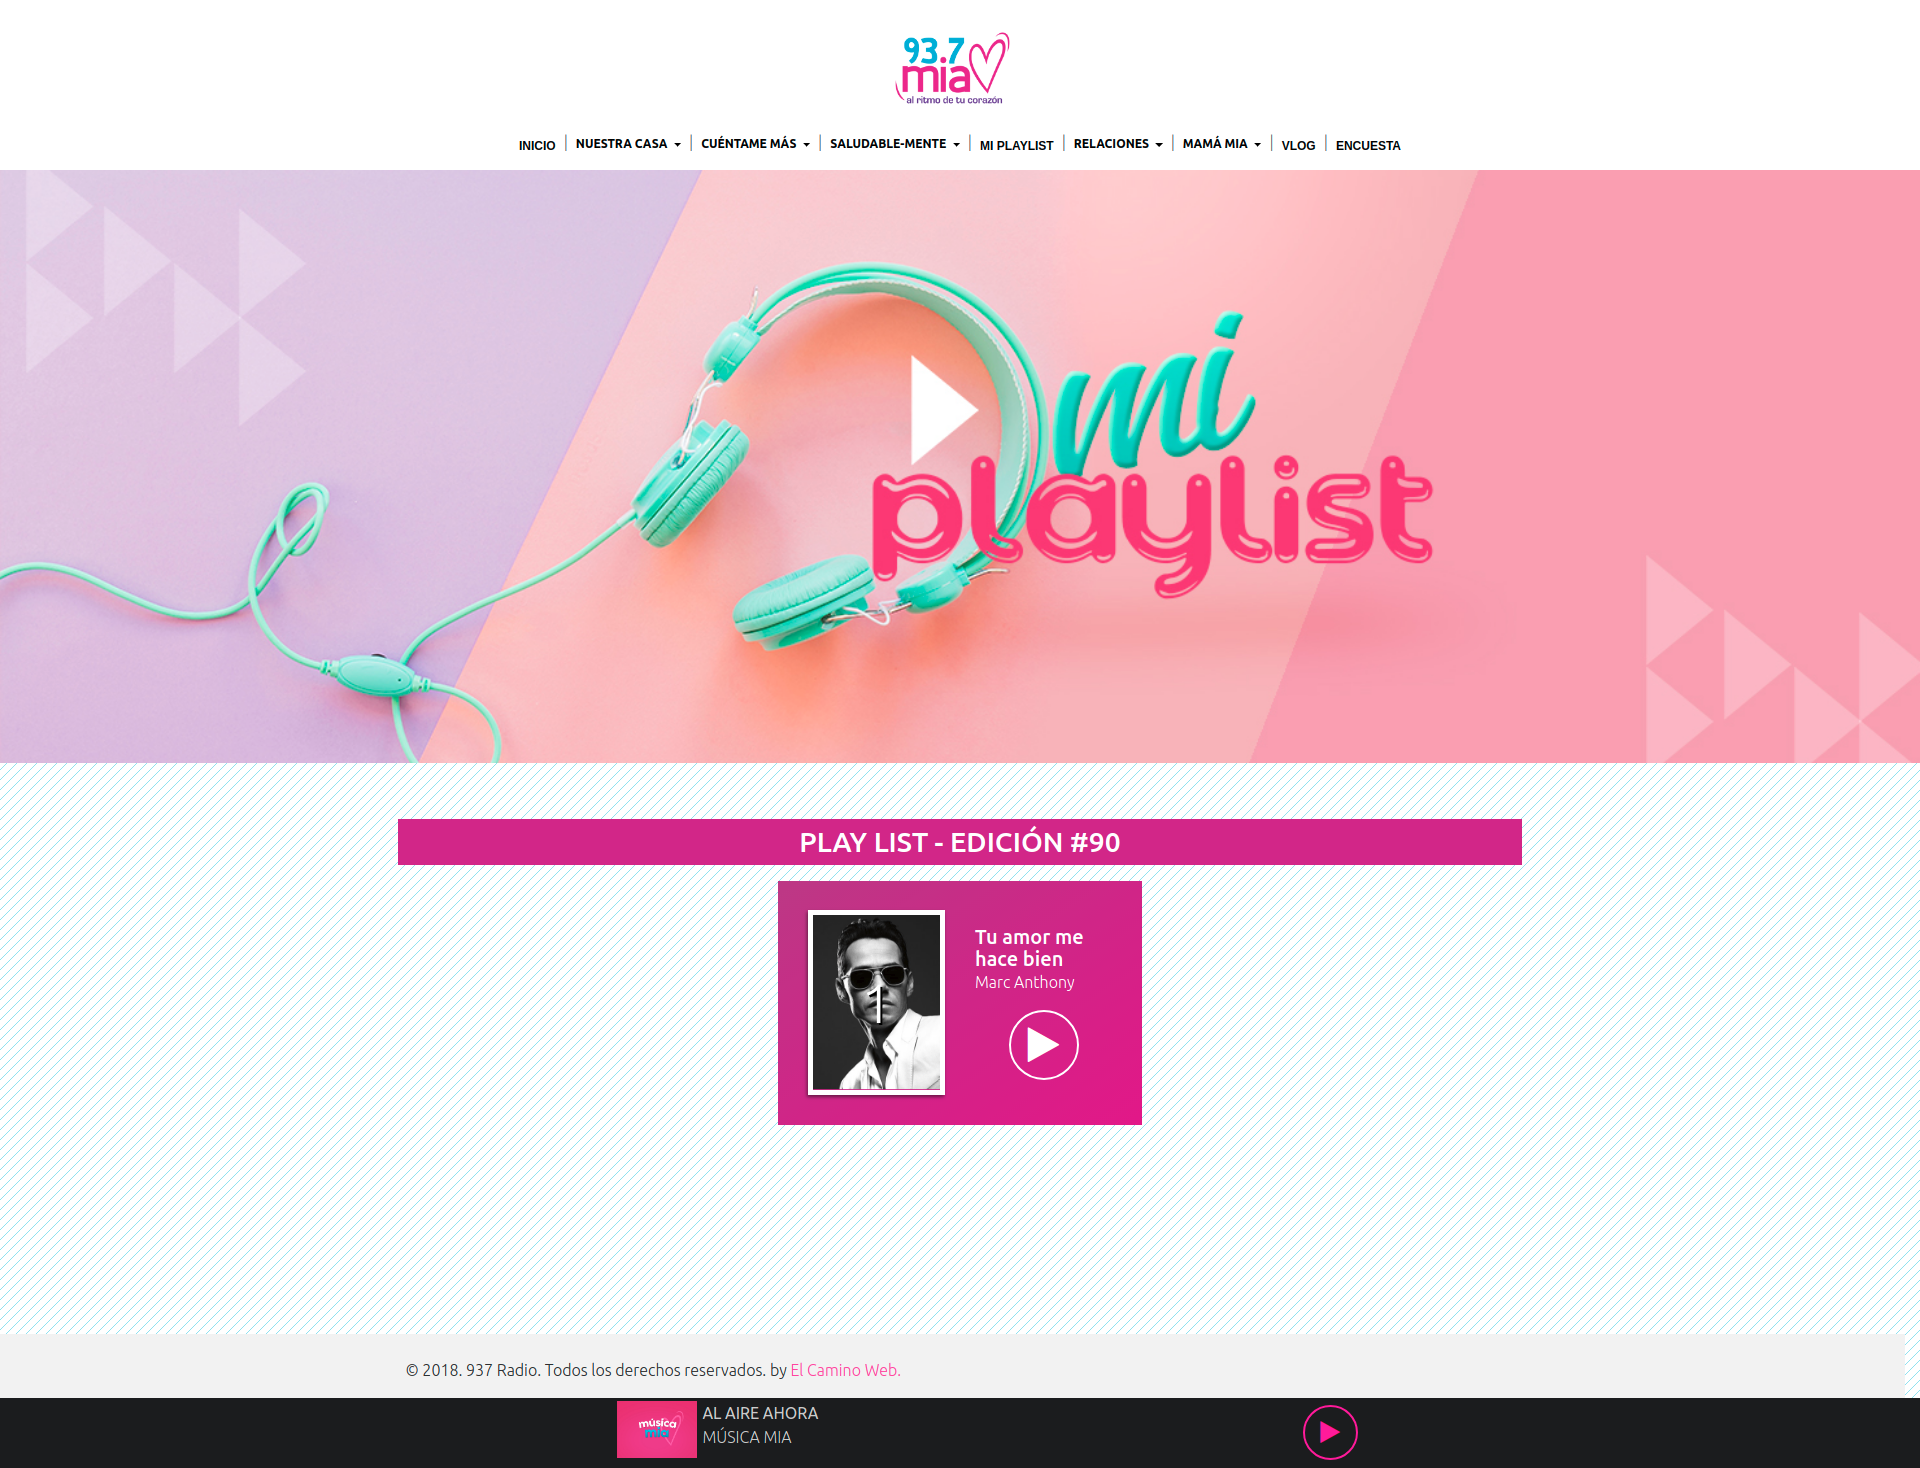 93.7
mia
al ritmo de tu corazón
INICIO NUESTRA CASA CUÉNTAME MÁS SALUDABLE-MENTE MI PLAYLIST RELACIONES MAMÁ MIA VLOG ENCUESTA
mi
playlist
PLAY LIST - EDICIÓN #90
1
Tu amor me
hace bien
Marc Anthony
© 2018. 937 Radio. Todos los derechos reservados. by El Camino Web.
música
mia
AL AIRE AHORA
MÚSICA MIA